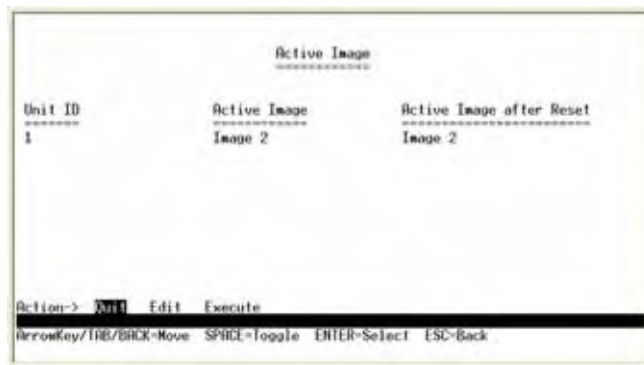 Active Image
Unit ID Active Image Active Image after Reset
1 Image 2 Image 2
Action-> Quit Edit Execute
ArrowKey/TAB/BACK=Move SPACE=Toggle ENTER=Select ESC=Back